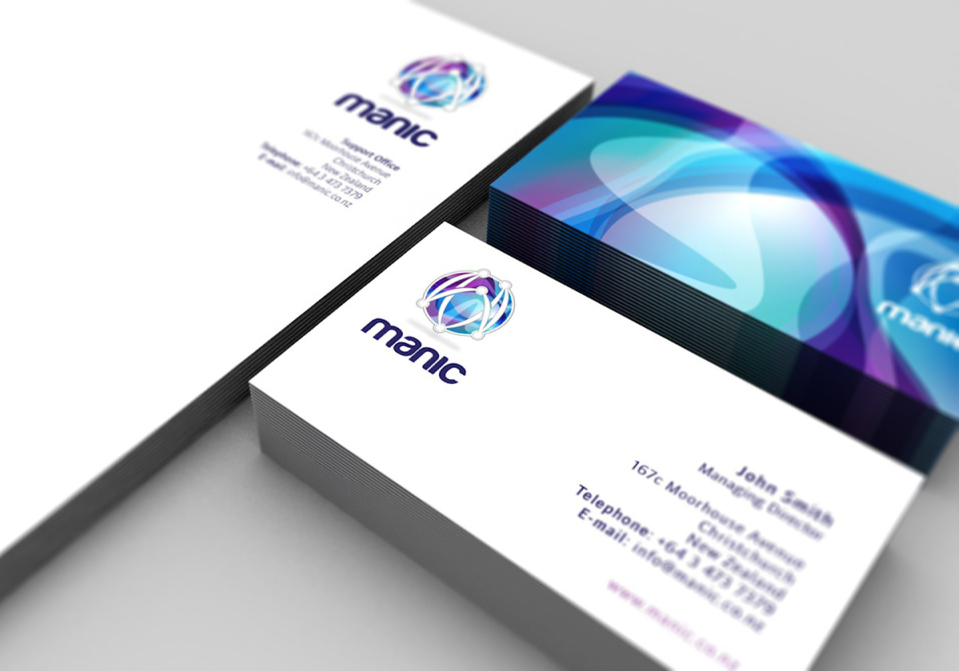 manic
Support Office
167c Moorhouse Avenue
Christchurch
New Zealand
Telephone: +64 3 473 7379
E-mail: info@manic.co.nz
manic
manic
John Smith
Managing Director
167c Moorhouse Avenue
Christchurch
New Zealand
Telephone: +64 3 473 7379
E-mail: info@manic.co.nz
www.manic.co.nz